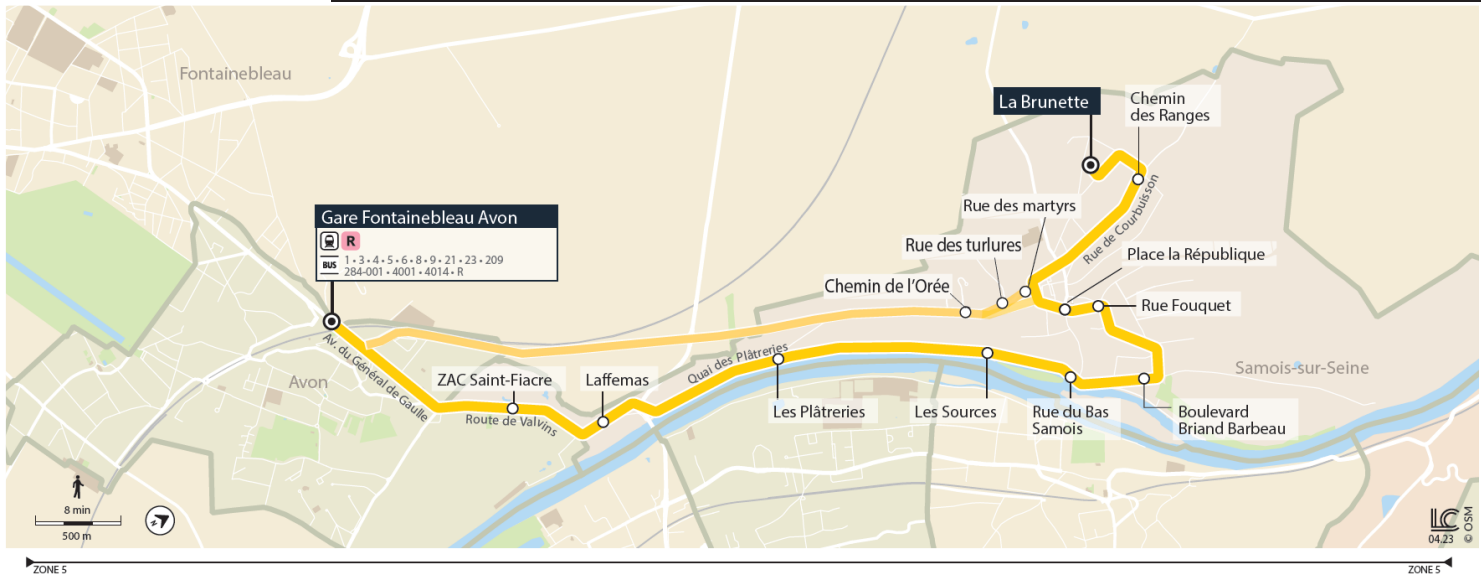 Fontainebleau
La Brunette
Chemin
des Ranges
Rue des martyrs
Rue de Courbuisson
Gare Fontainebleau Avon
R
BUS
1 • 3 • 4 • 5 • 6 • 8 • 9 • 21 • 23 • 209
284-001 • 4001 • 4014 • R
Rue des turlures
Place la République
Chemin de l'Orée
Rue Fouquet
Av. du Général de Gaulle
Quai des Plâtreries
Avon
ZAC Saint-Fiacre
Laffemas
Samois-sur-Seine
Route de Valvins
Les Plâtreries
Les Sources
Rue du Bas
Samois
Boulevard
Briand Barbeau
8 min
500 m
LC
04.23
© OSM
ZONE 5
ZONE 5